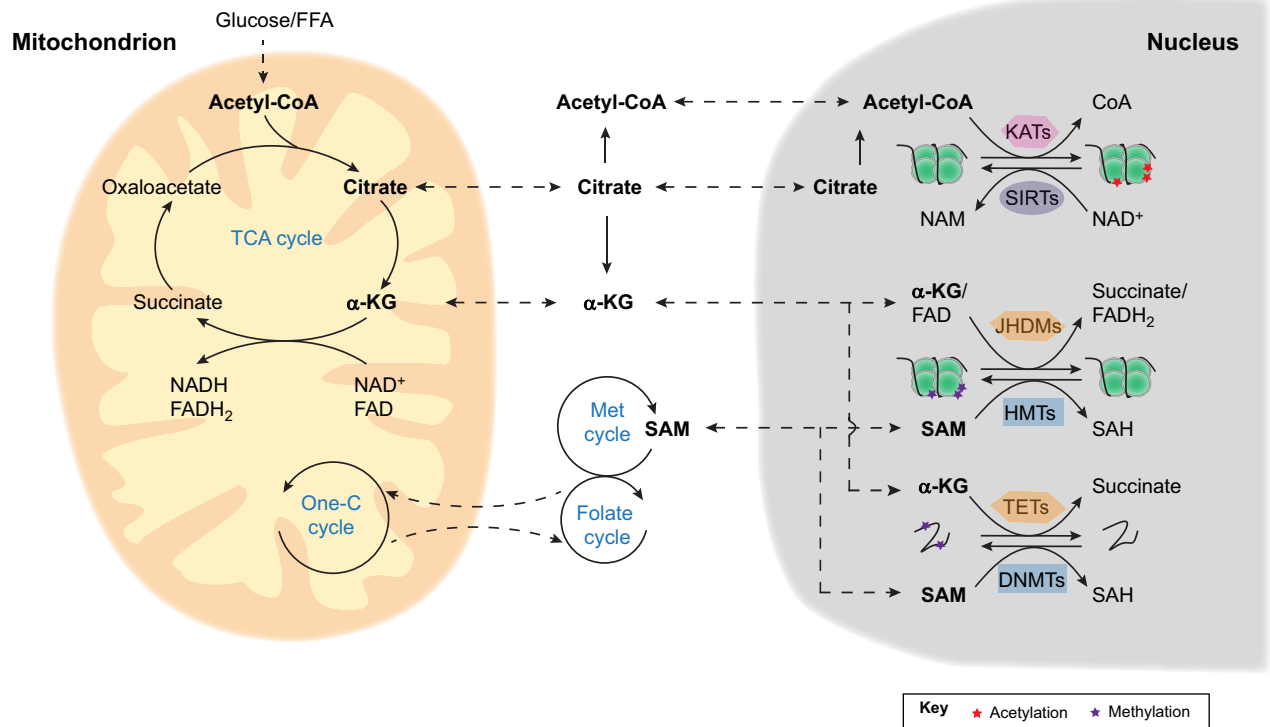 Glucose/FFA
Mitochondrion
Nucleus
Acetyl-CoA
Acetyl-CoA
Acetyl-CoA
CoA
KATs
Oxaloacetate
Citrate
Citrate
Citrate
SIRTs
NAM
NAD⁺
TCA cycle
Succinate
α-KG
α-KG
α-KG/
FAD
Succinate/
FADH₂
JHDMs
NADH
FADH₂
NAD⁺
FAD
Met
cycle
SAM
HMTs
SAM
SAH
α-KG
Succinate
TETs
One-C
cycle
Folate
cycle
DNMTs
SAM
SAH
Key
Acetylation
Methylation